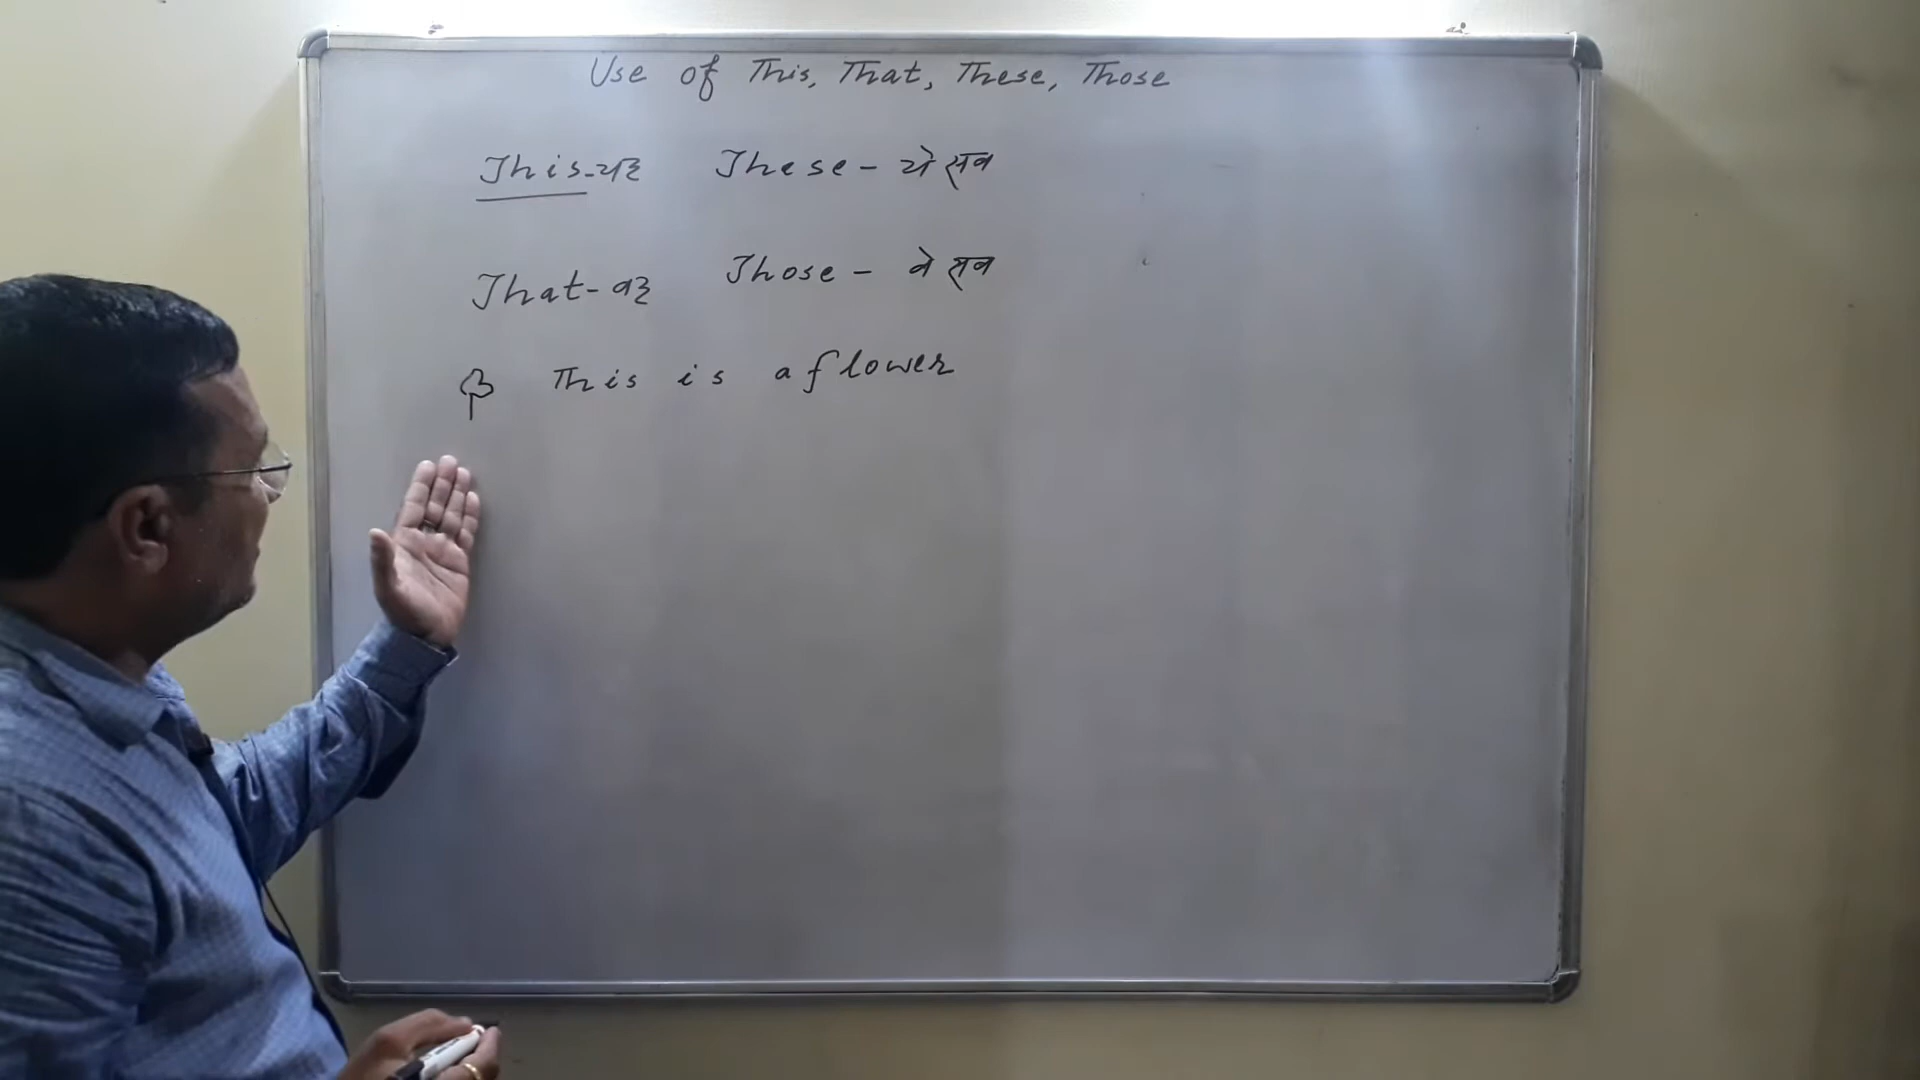 Use of This, That, These, Those
This-यह These - ये सब
That-वह Those - वे सब
This is a flower